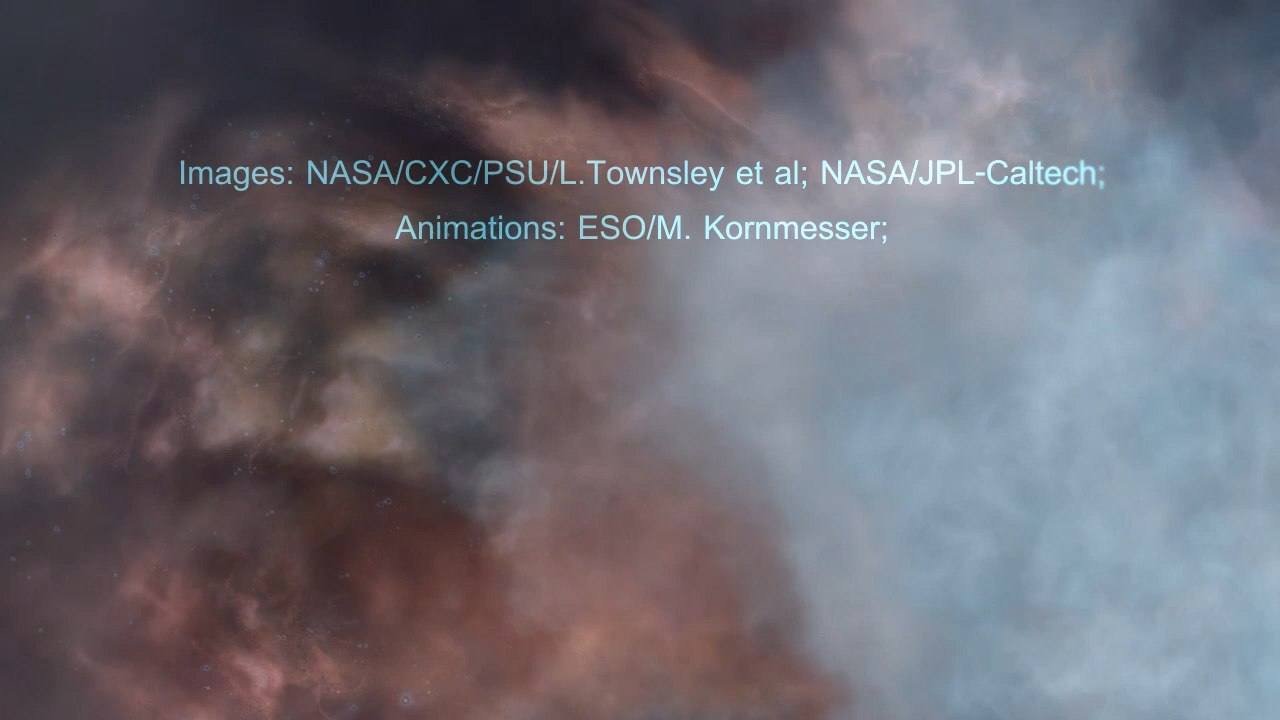 Images: NASA/CXC/PSU/L.Townsley et al; NASA/JPL-Caltech;
Animations: ESO/M. Kornmesser;